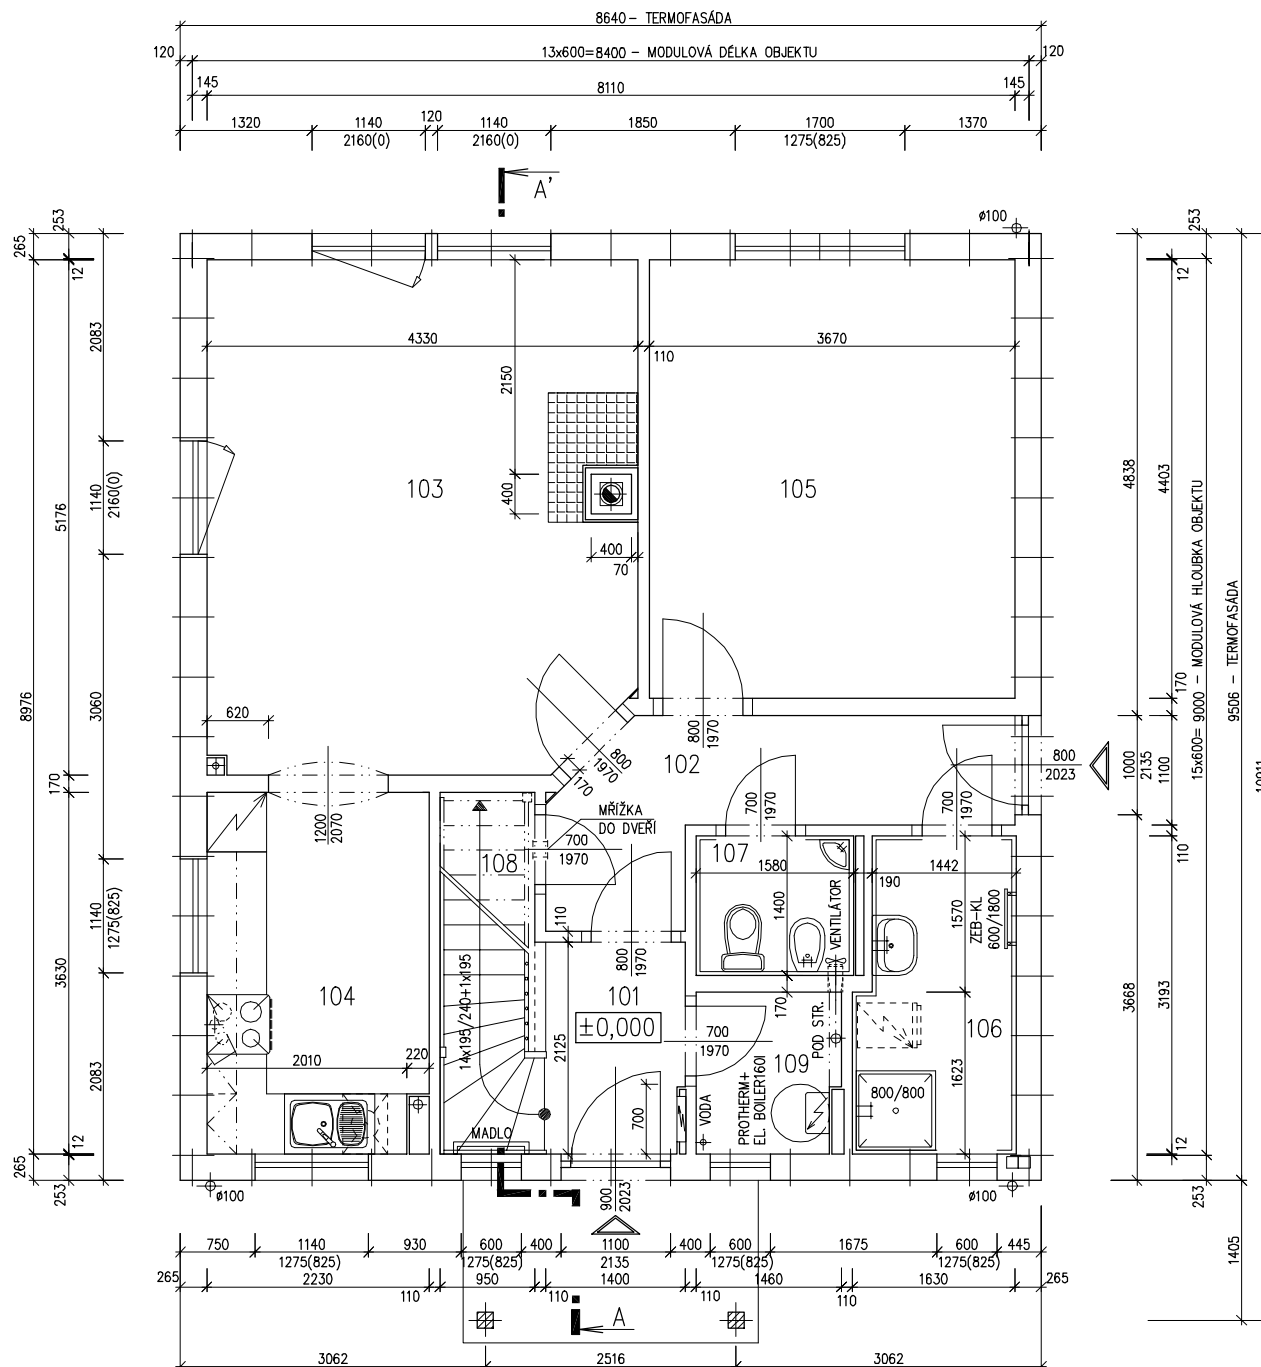 8640 – TERMOFASÁDA
120 13x600=8400 – MODULOVÁ DÉLKA OBJEKTU 120
145 8110 145
1320 1140 120 1140 1850 1700 1370
2160(0) 2160(0) 1275(825)
A'
ø100
253 253
265
12 12
2083
4330 3670
110
2150
103 105
400
1140
2160(0)
5176
400
70
4838
4403
15x600= 9000 – MODULOVÁ HLOUBKA OBJEKTU
9506 – TERMOFASÁDA
170
8976
3060
620
800
1970
102
800
1970
170
800
2023
1000
2135
1100
170
1200
2070
MŘÍŽKA
DO DVEŘÍ
700
1970
700
1970
700
1970
107
108
1580 1442
190
110
1140
1275(825)
1400
VENTILÁTOR
1570
ZEB-KL
600/1800
110
800
1970
3630
104
101
±0,000
14x195/240+1x195
2125
170
POD STR.
700
1970
109
106
3668
3193
2010 220
2083
1623
700
VODA
PROTHERM+
EL. BOILER160l
800/800
MADLO
12 12
265
253 253
ø100 ø100
900
2023
750 1140 930 600 400 1100 400 600 1675 600 445
1275(825) 1275(825) 2135 1275(825) 1275(825)
265 2230 950 1400 1460 1630 265
110 110 110 110
1405
A
3062 2516 3062